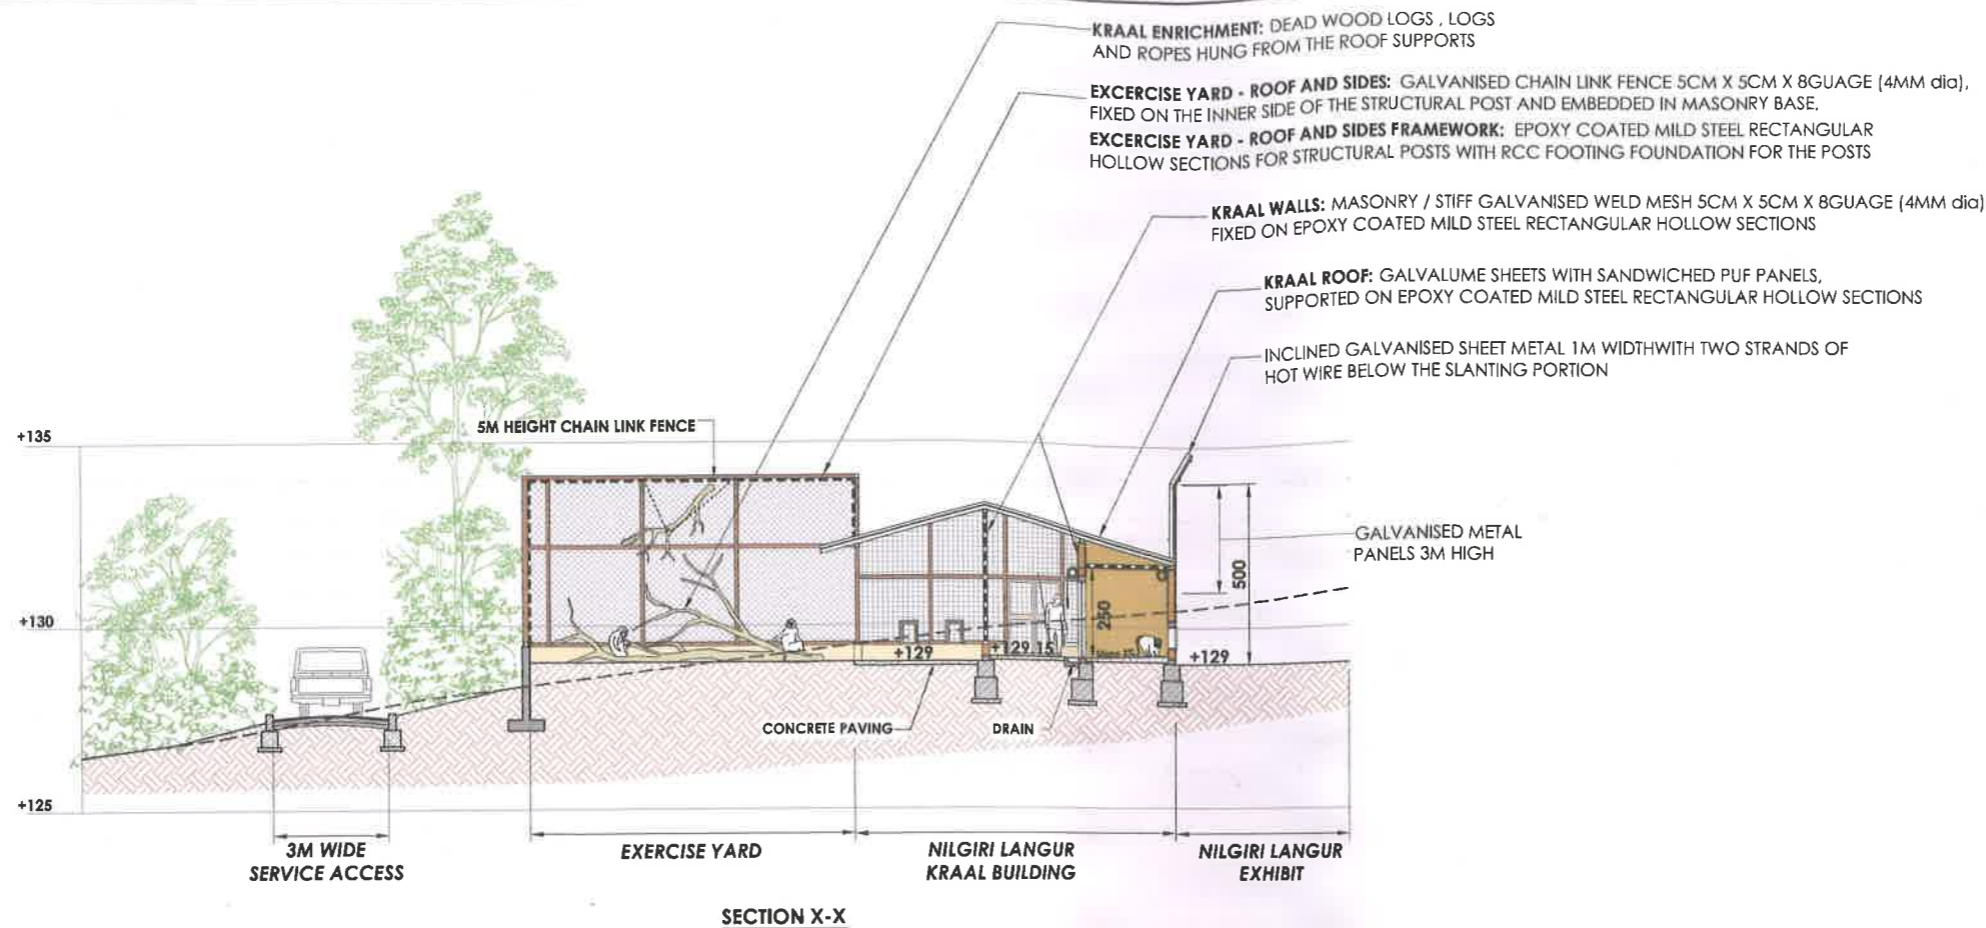 KRAAL ENRICHMENT: DEAD WOOD LOGS , LOGS
AND ROPES HUNG FROM THE ROOF SUPPORTS
EXCERCISE YARD - ROOF AND SIDES: GALVANISED CHAIN LINK FENCE 5CM X 5CM X 8GUAGE (4MM dia),
FIXED ON THE INNER SIDE OF THE STRUCTURAL POST AND EMBEDDED IN MASONRY BASE,
EXCERCISE YARD - ROOF AND SIDES FRAMEWORK: EPOXY COATED MILD STEEL RECTANGULAR
HOLLOW SECTIONS FOR STRUCTURAL POSTS WITH RCC FOOTING FOUNDATION FOR THE POSTS
KRAAL WALLS: MASONRY / STIFF GALVANISED WELD MESH 5CM X 5CM X 8GUAGE (4MM dia)
FIXED ON EPOXY COATED MILD STEEL RECTANGULAR HOLLOW SECTIONS
KRAAL ROOF: GALVALUME SHEETS WITH SANDWICHED PUF PANELS,
SUPPORTED ON EPOXY COATED MILD STEEL RECTANGULAR HOLLOW SECTIONS
INCLINED GALVANISED SHEET METAL 1M WIDTHWITH TWO STRANDS OF
HOT WIRE BELOW THE SLANTING PORTION
5M HEIGHT CHAIN LINK FENCE
+135
GALVANISED METAL
PANELS 3M HIGH
500
250
+130
+129
+129.15
+129
CONCRETE PAVING
DRAIN
+125
3M WIDE
SERVICE ACCESS
EXERCISE YARD
NILGIRI LANGUR
KRAAL BUILDING
NILGIRI LANGUR
EXHIBIT
SECTION X-X